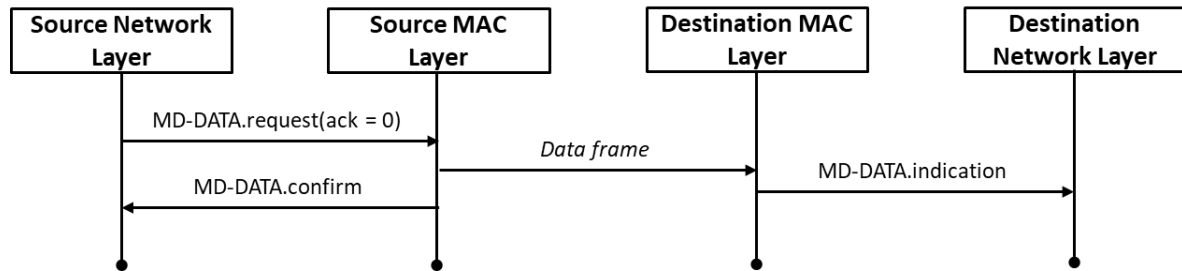 Source Network
Layer
Source MAC
Layer
Destination MAC
Layer
Destination
Network Layer
MD-DATA.request(ack = 0)
Data frame
MD-DATA.indication
MD-DATA.confirm